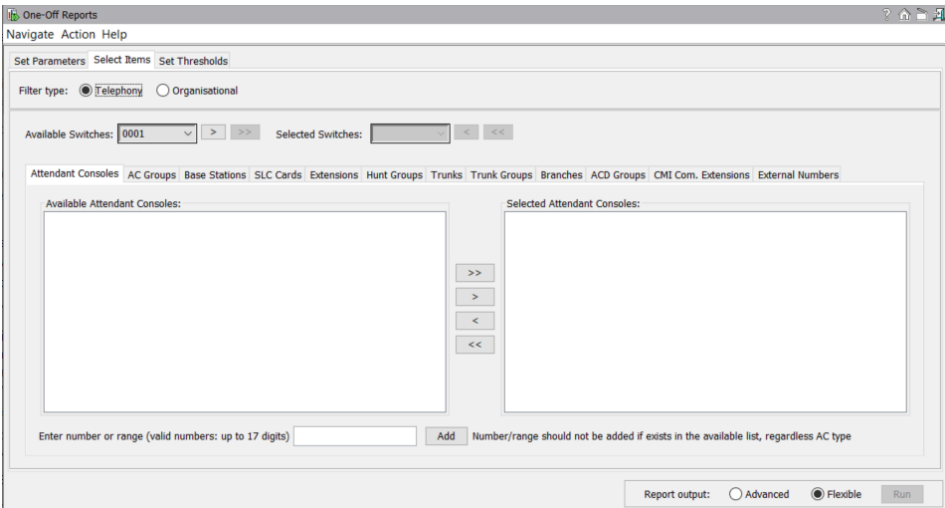 One-Off Reports
Navigate Action Help
Set Parameters Select Items Set Thresholds
Filter type: Telephony Organisational
Available Switches: 0001 > >> Selected Switches: < <<
Attendant Consoles AC Groups Base Stations SLC Cards Extensions Hunt Groups Trunks Trunk Groups Branches ACD Groups CMI Com. Extensions External Numbers
Available Attendant Consoles: Selected Attendant Consoles:
>>
>
<
<<
Enter number or range (valid numbers: up to 17 digits) Add Number/range should not be added if exists in the available list, regardless AC type
Report output: Advanced Flexible Run